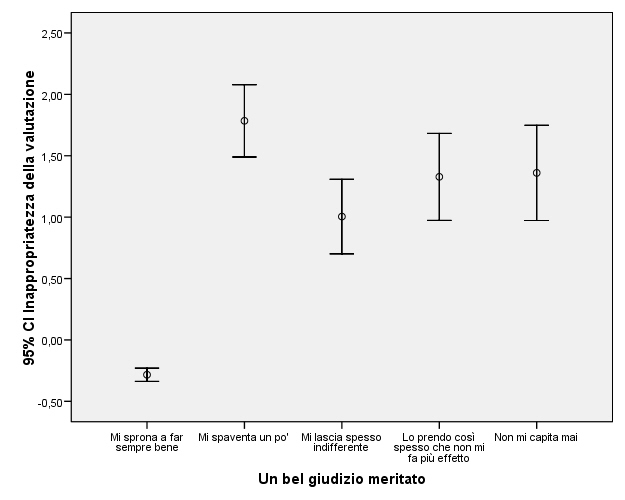 95% CI Inappropriatezza della valutazione
2,50
2,00
1,50
1,00
0,50
0,00
-0,50
Mi sprona a far
sempre bene
Mi spaventa un po'
Mi lascia spesso
indifferente
Lo prendo così
spesso che non mi
fa più effetto
Non mi capita mai
Un bel giudizio meritato